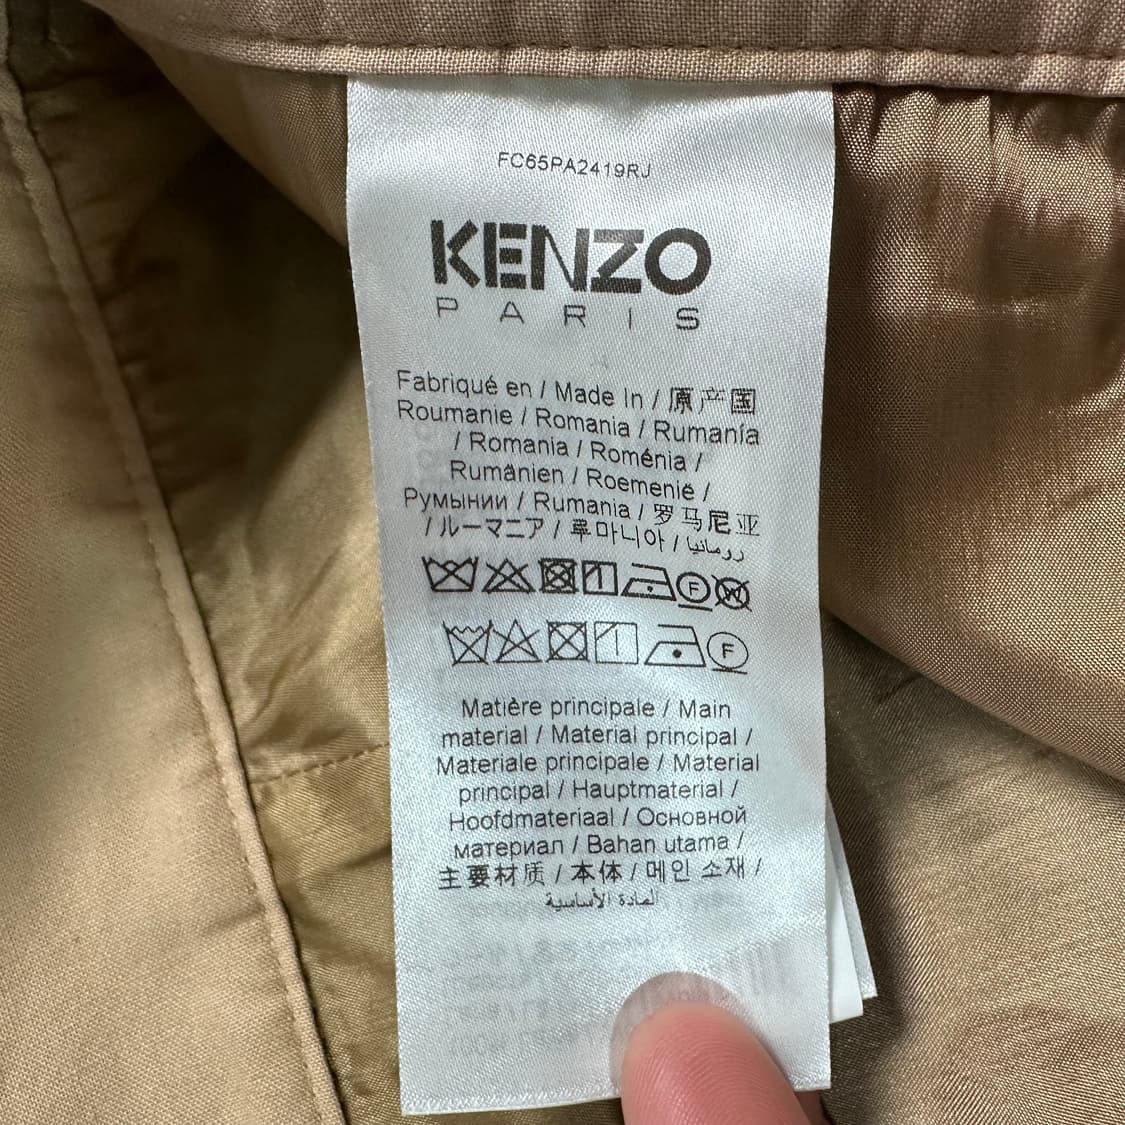 FC65PA2419RJ
KENZO
PARIS
Fabriqué en / Made In / 原产国
Roumanie / Romania / Rumanía
/ Romania / Roménia /
Rumänien / Roemenië /
Румынии / Rumania / 罗马尼亚
/ ルーマニア / 루마니아 / رومانيا
F W
F
Matière principale / Main
material / Material principal /
Materiale principale / Material
principal / Hauptmaterial /
Hoofdmateriaal / Основной
материал / Bahan utama /
主要材质 / 本体 / 메인 소재 /
المادة الأساسية